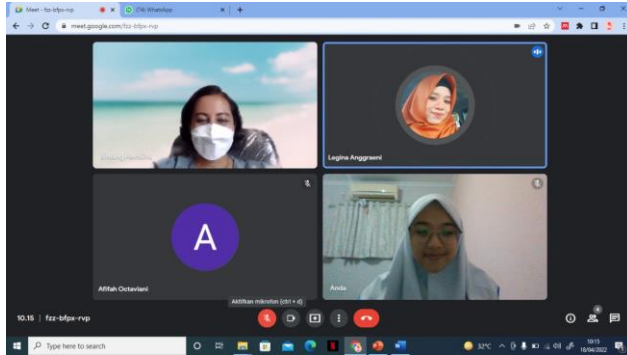 Meet - fzz-bfpx-rvp
(74) WhatsApp
meet.google.com/fzz-bfpx-rvp
Legina Anggraeni
A
Afifah Octaviani
Anda
Aktifkan mikrofon (ctrl + d)
10.15 | fzz-bfpx-rvp
4
Type here to search
32°C
10:15
18/04/2022